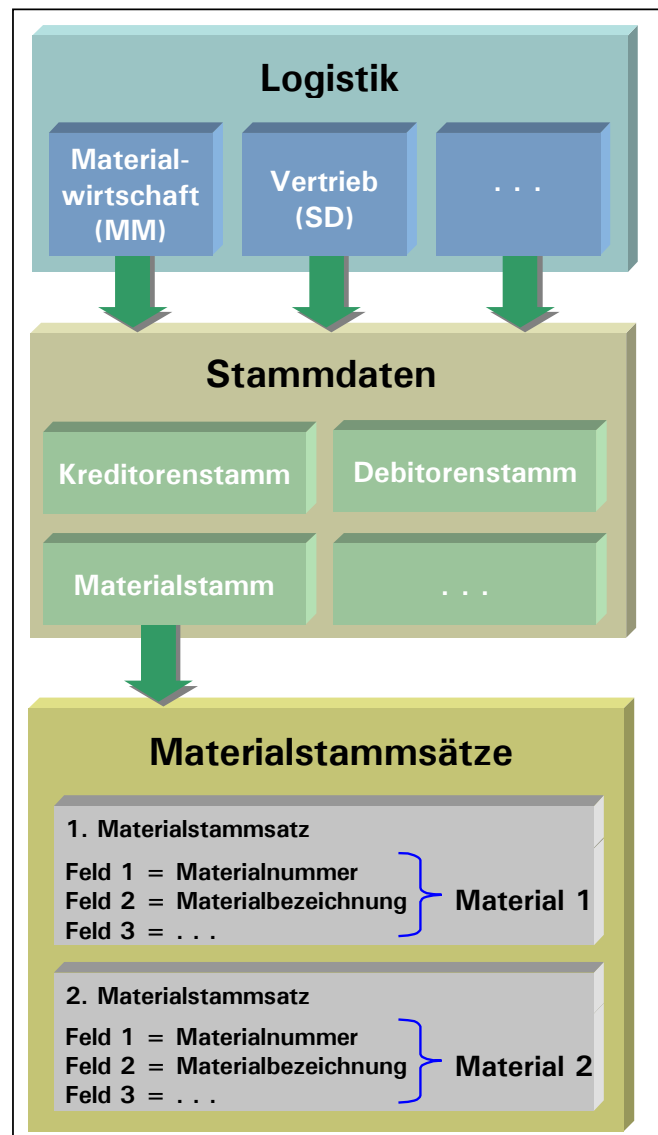 Logistik
Material-
wirtschaft
(MM)
Vertrieb
(SD)
. . .
Stammdaten
Kreditorenstamm
Debitorenstamm
Materialstamm
. . .
Materialstammsätze
1. Materialstammsatz
Feld 1 = Materialnummer
Feld 2 = Materialbezeichnung
Feld 3 = . . .
Material 1
2. Materialstammsatz
Feld 1 = Materialnummer
Feld 2 = Materialbezeichnung
Feld 3 = . . .
Material 2